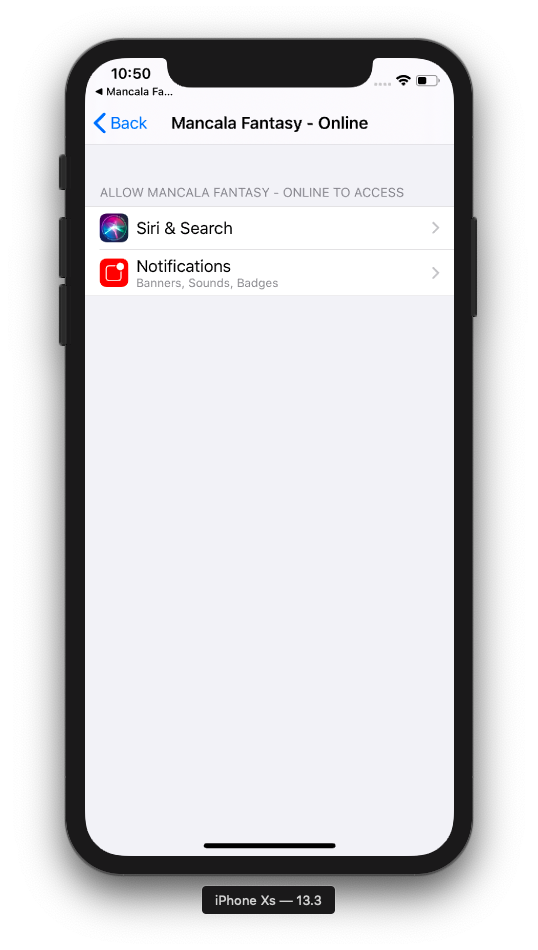 10:50
◀ Mancala Fa...
Back
Mancala Fantasy - Online
ALLOW MANCALA FANTASY - ONLINE TO ACCESS
Siri & Search
Notifications
Banners, Sounds, Badges
iPhone Xs — 13.3